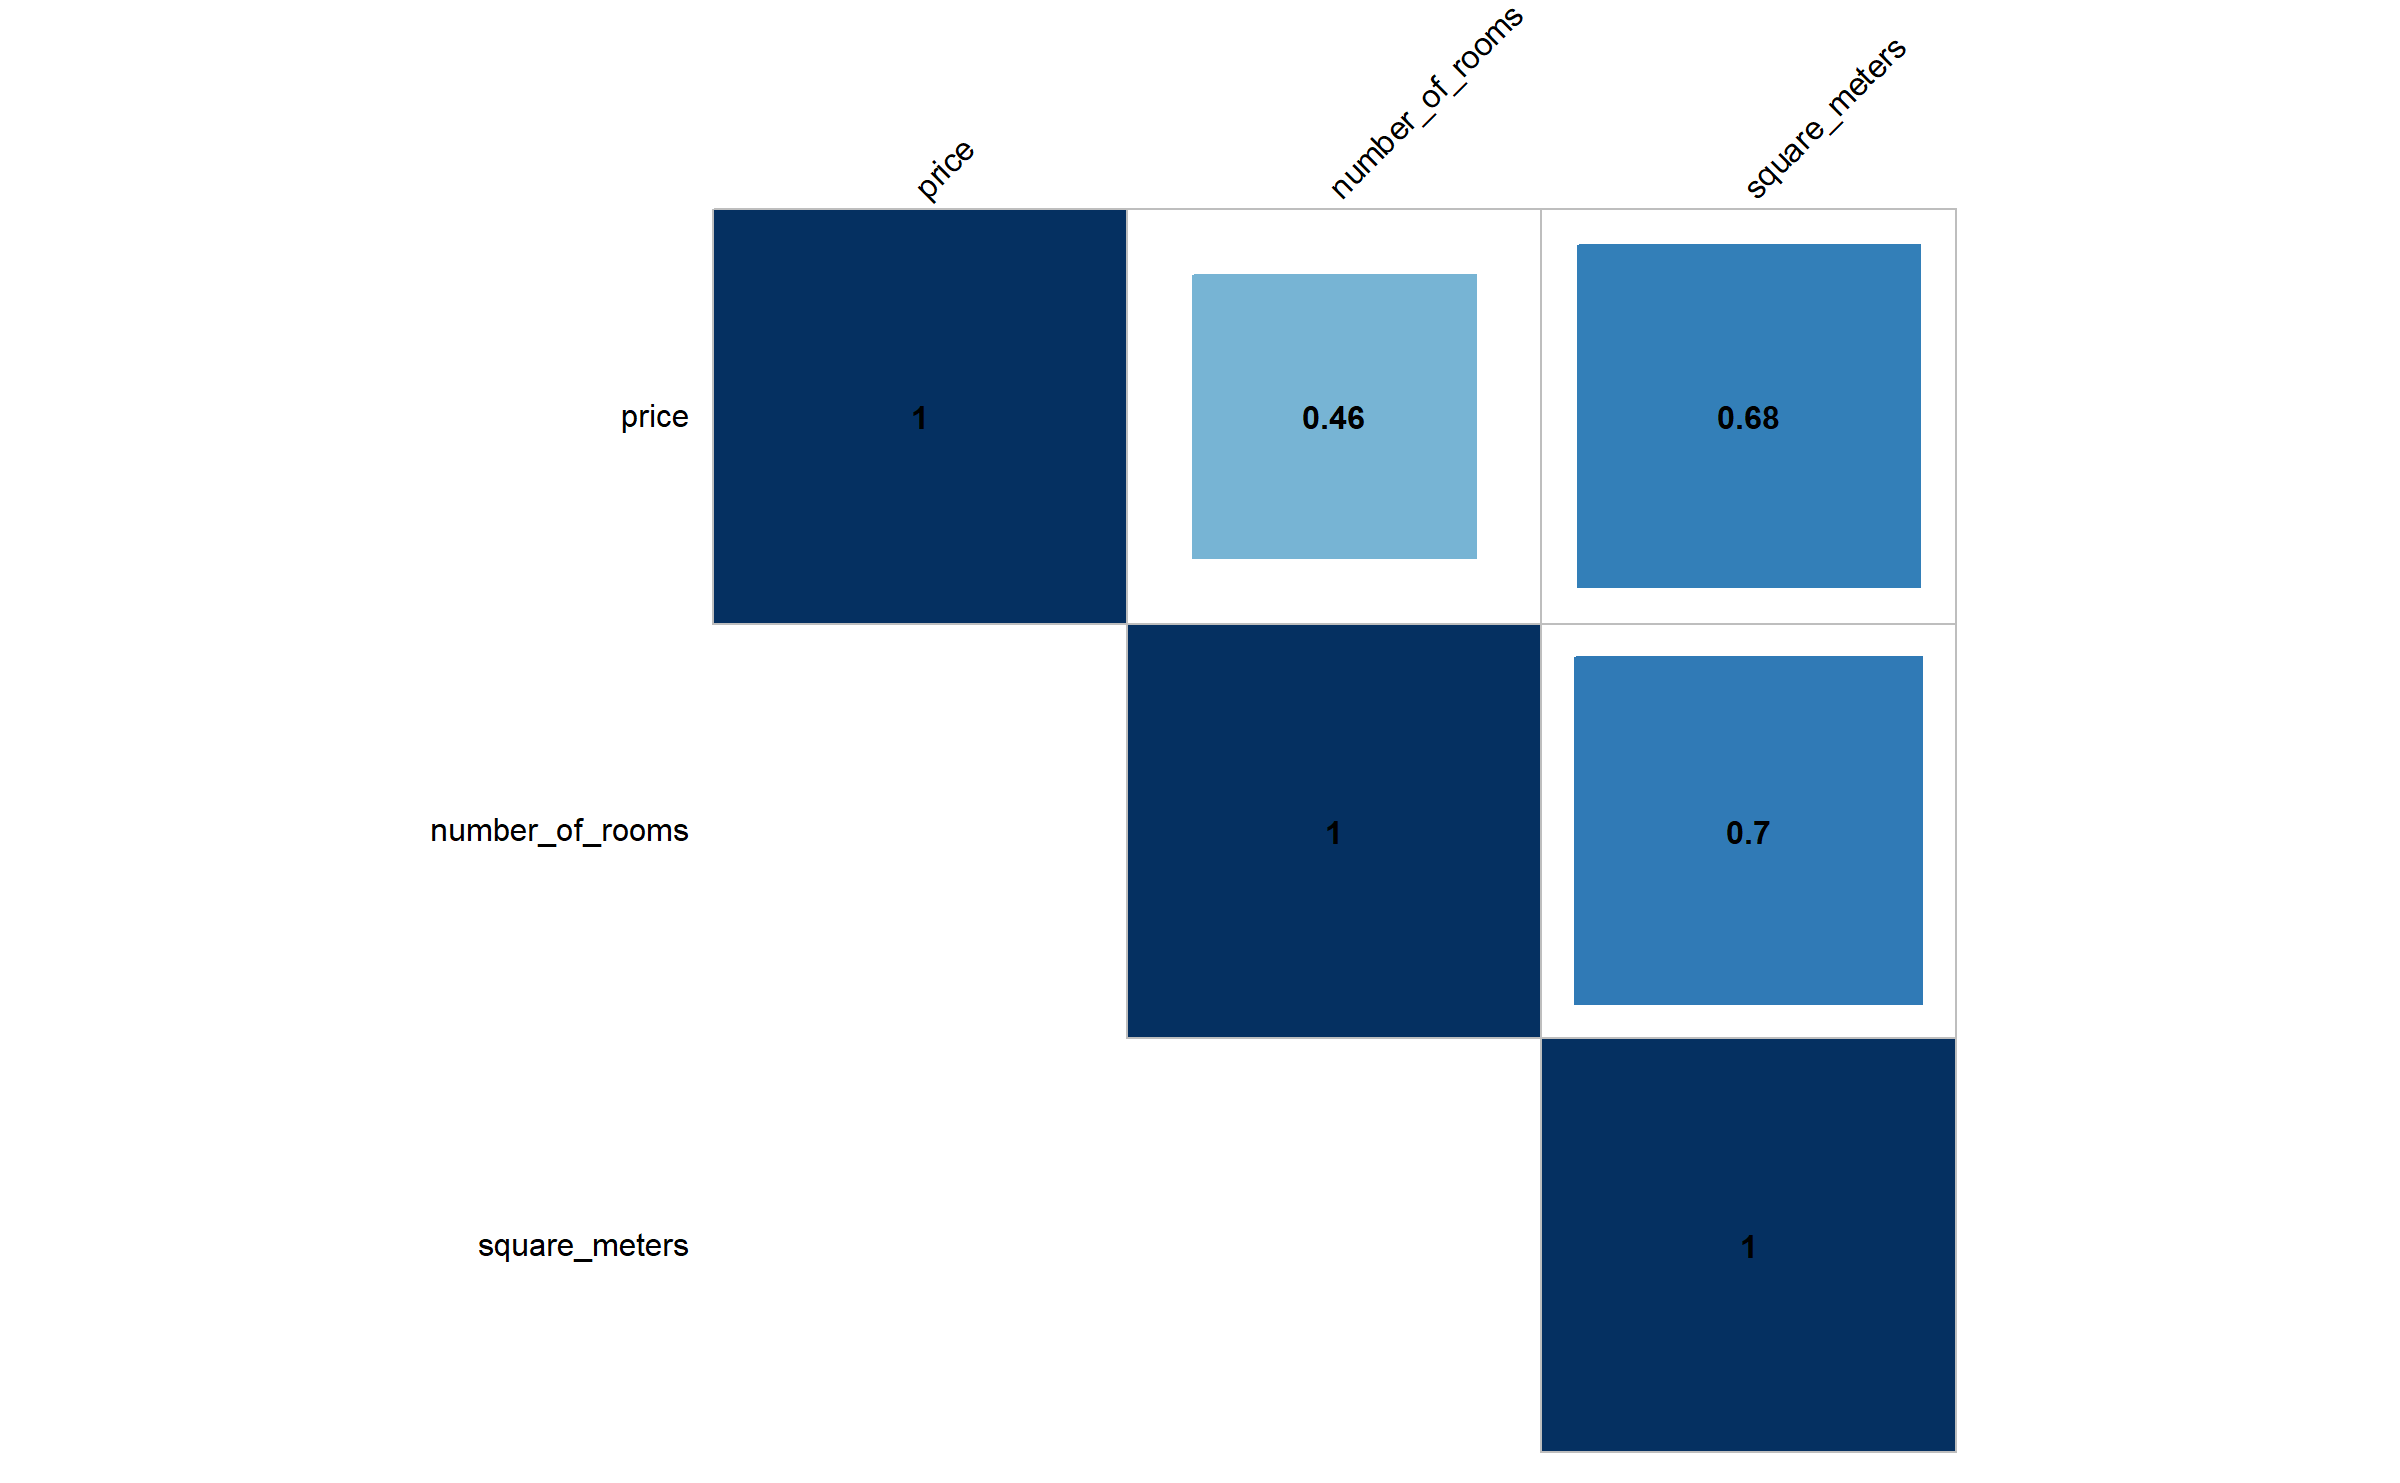 price number_of_rooms square_meters
price 1 0.46 0.68
number_of_rooms 1 0.7
square_meters 1